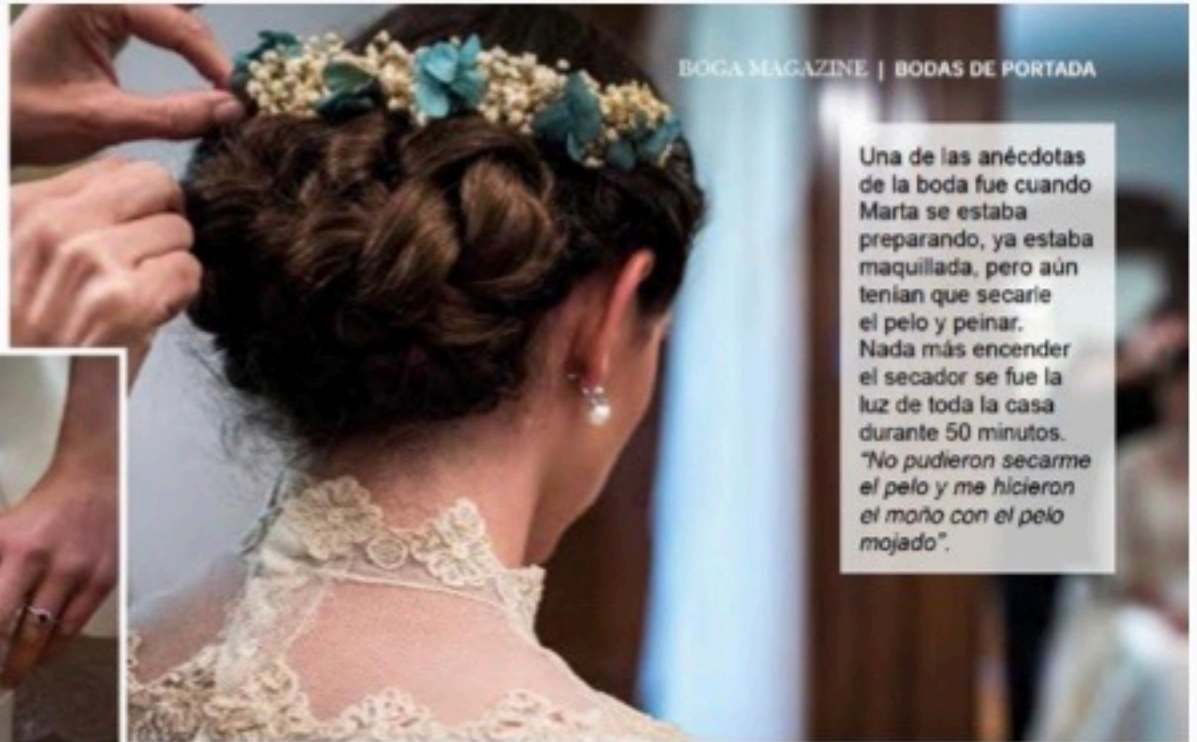 BOGA MAGAZINE | BODAS DE PORTADA
Una de las anécdotas
de la boda fue cuando
Marta se estaba
preparando, ya estaba
maquillada, pero aún
tenían que secarle
el pelo y peinar.
Nada más encender
el secador se fue la
luz de toda la casa
durante 50 minutos.
“No pudieron secarme
el pelo y me hicieron
el moño con el pelo
mojado”.